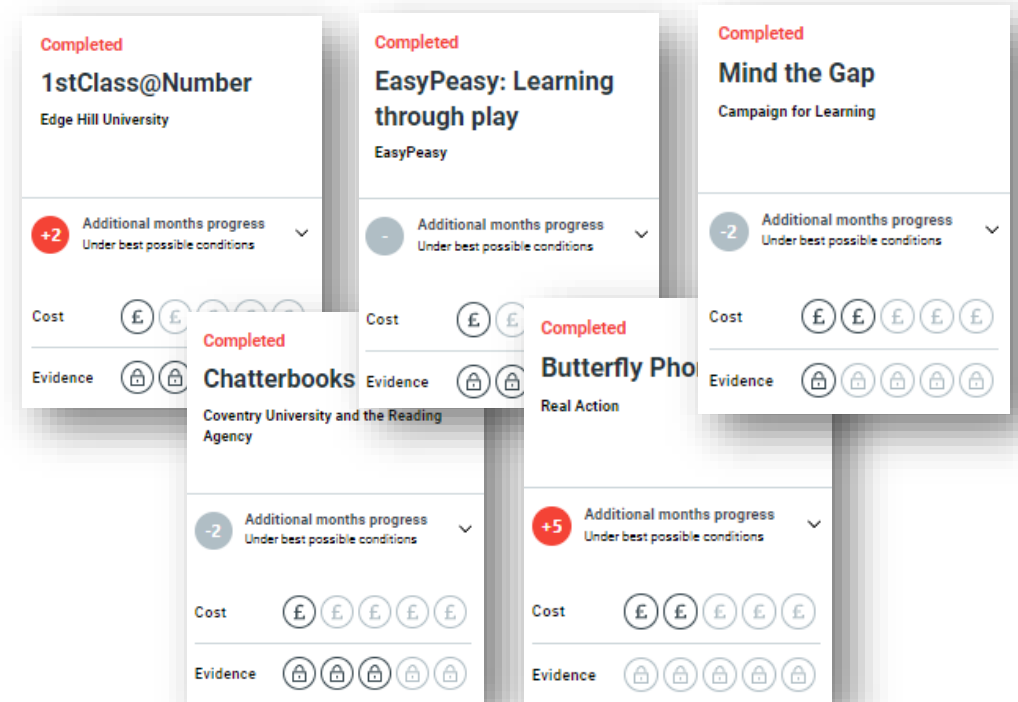 Completed
1stClass@Number
Edge Hill University
+2
Additional months progress
Under best possible conditions
Cost
£ £ £ £ £
Evidence
Completed
EasyPeasy: Learning
through play
EasyPeasy
-
Additional months progress
Under best possible conditions
Cost
£ £
Evidence
Completed
Mind the Gap
Campaign for Learning
-2
Additional months progress
Under best possible conditions
Cost
£ £ £ £ £
Evidence
Completed
Chatterbooks
Coventry University and the Reading
Agency
-2
Additional months progress
Under best possible conditions
Cost
£ £ £ £ £
Evidence
Completed
Butterfly
Real Action
+5
Additional months progress
Under best possible conditions
Cost
£ £ £ £ £
Evidence